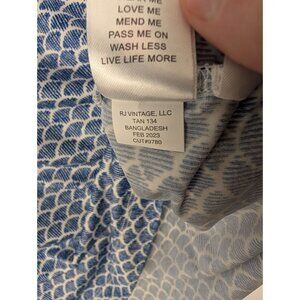 LOVE ME
MEND ME
PASS ME ON
WASH LESS
LIVE LIFE MORE
RJ VINTAGE, LLC
TAN 134
BANGLADESH
FEB 2023
CUT#9780